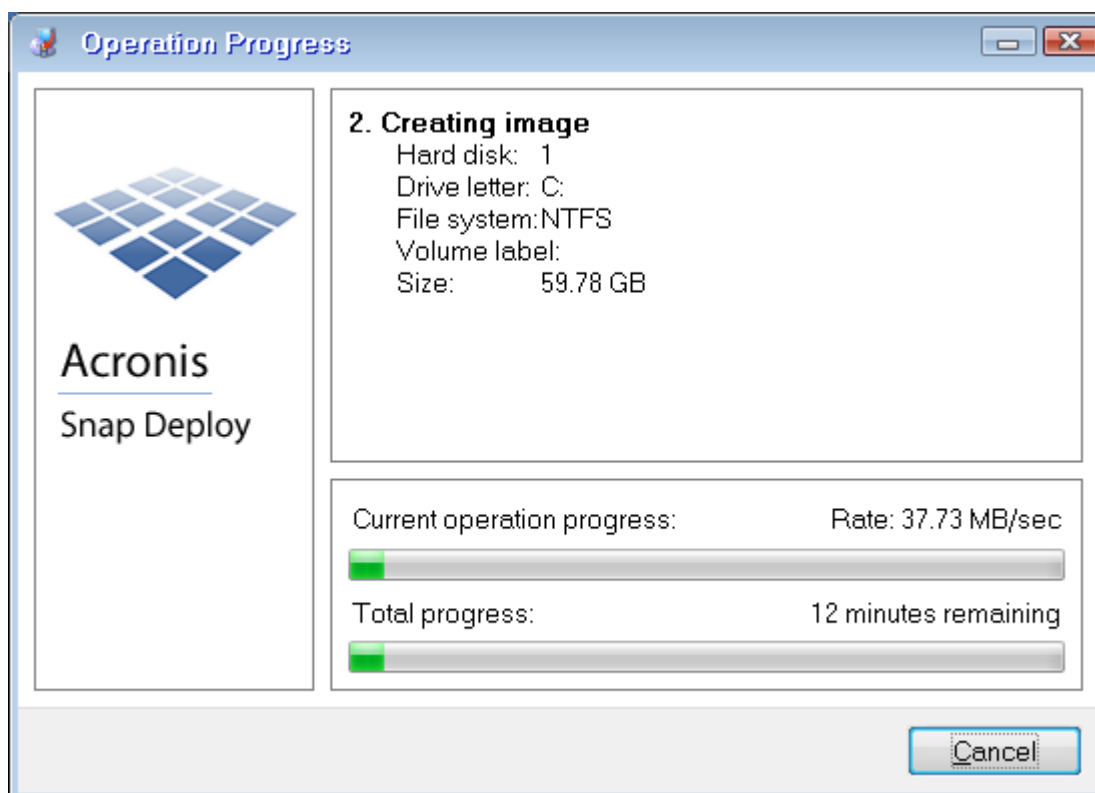 Operation Progress
Acronis
Snap Deploy
2. Creating image
Hard disk: 1
Drive letter: C:
File system:NTFS
Volume label:
Size: 59.78 GB
Current operation progress: Rate: 37.73 MB/sec
Total progress: 12 minutes remaining
Cancel